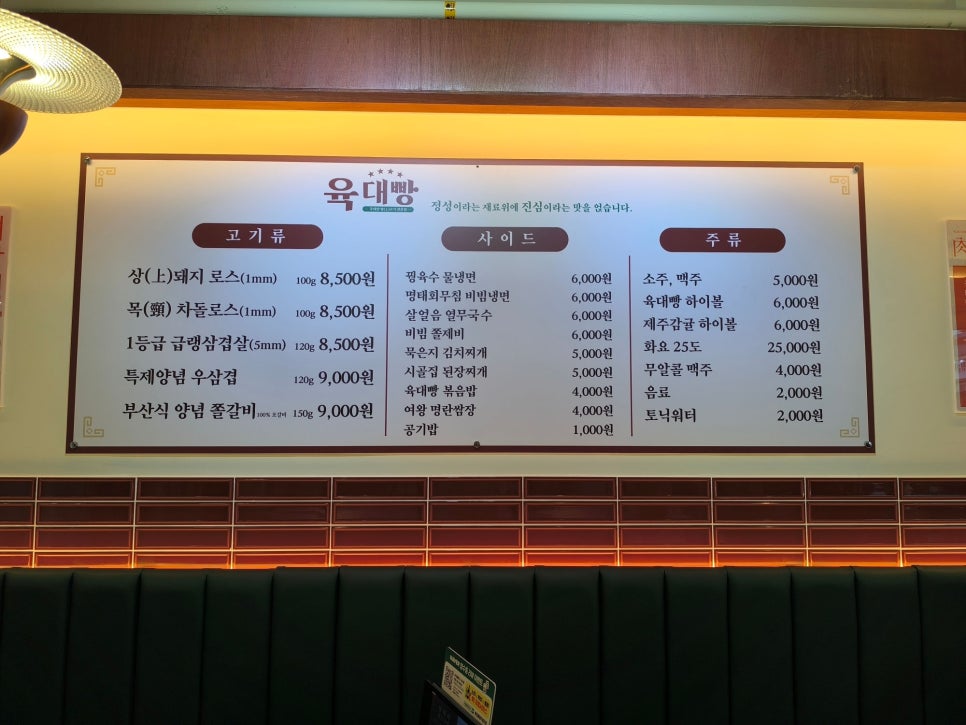 육대빵
정성이라는 재료위에 진심이라는 맛을 얹습니다.
고기류
상(上)돼지 로스(1mm) 100g 8,500원
목(頸) 차돌로스(1mm) 100g 8,500원
1등급 급랭삼겹살(5mm) 120g 8,500원
특제양념 우삼겹 120g 9,000원
부산식 양념 쫄갈비 150g 9,000원
사이드
꿩육수 물냉면 6,000원
명태회무침 비빔냉면 6,000원
살얼음 열무국수 6,000원
비빔 쫄제비 6,000원
묵은지 김치찌개 5,000원
시골집 된장찌개 5,000원
육대빵 볶음밥 4,000원
여왕 명란쌈장 4,000원
공기밥 1,000원
주류
소주, 맥주 5,000원
육대빵 하이볼 6,000원
제주감귤 하이볼 6,000원
화요 25도 25,000원
무알콜 맥주 4,000원
음료 2,000원
토닉워터 2,000원